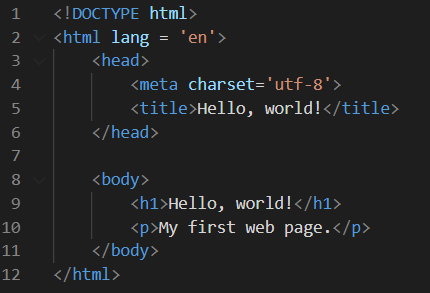 1 <!DOCTYPE html>
2 <html lang = 'en'>
3     <head>
4         <meta charset='utf-8'>
5         <title>Hello, world!</title>
6     </head>
7
8     <body>
9         <h1>Hello, world!</h1>
10         <p>My first web page.</p>
11     </body>
12 </html>